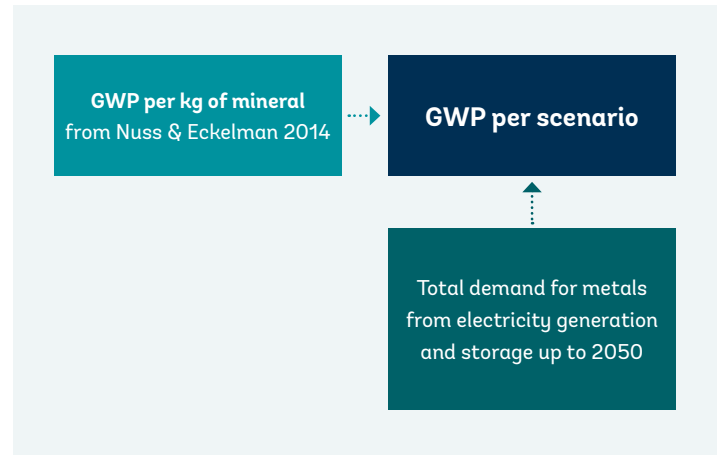 GWP per kg of mineral
from Nuss & Eckelman 2014
GWP per scenario
Total demand for metals
from electricity generation
and storage up to 2050